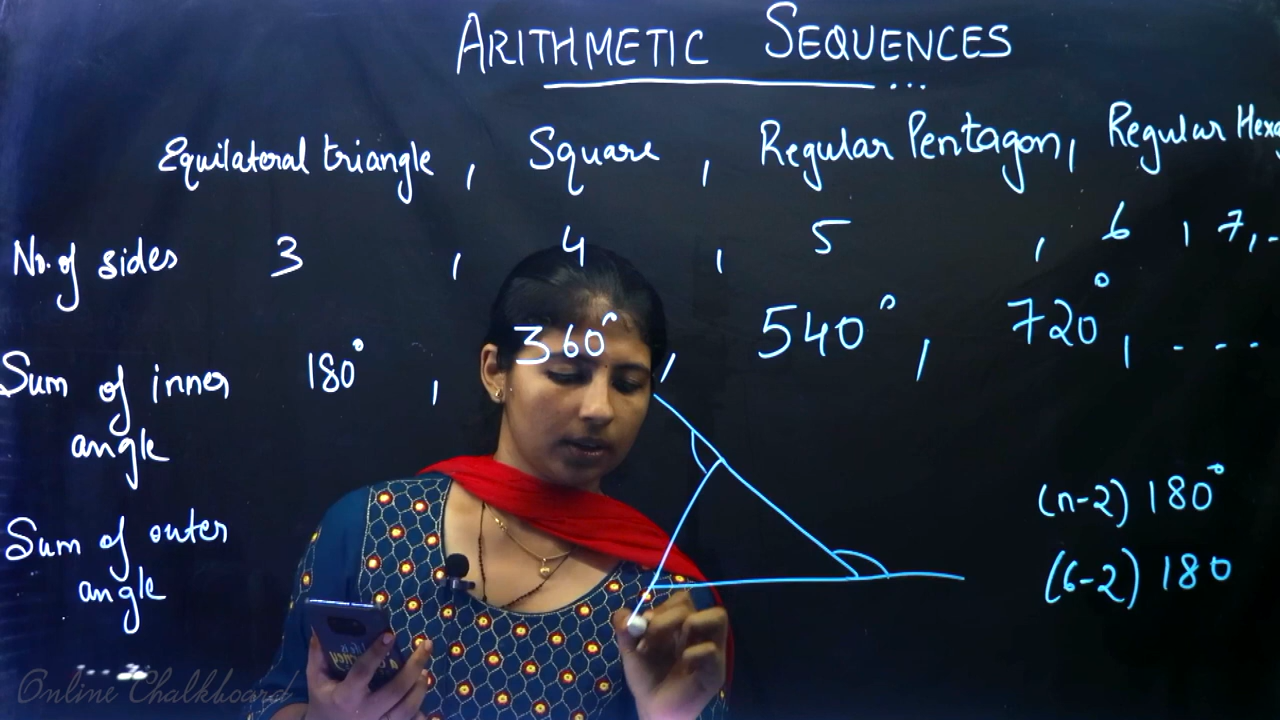 ARITHMETIC SEQUENCES ...
Equilateral triangle, Square, Regular Pentagon, Regular Hexa
No. of sides 3, 4, 5, 6, 7, ..
Sum of inner angle 180°, 360°, 540°, 720°, - - - .
(n-2) 180°
Sum of outer angle
(6-2) 180
Online Chalkboard